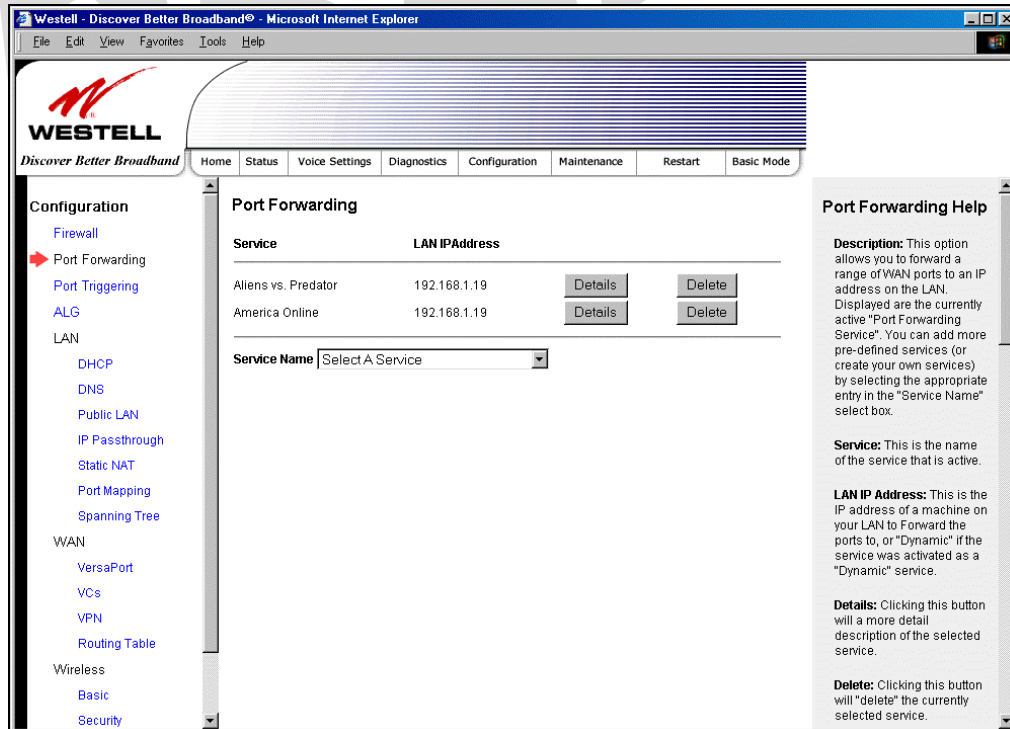 Westell - Discover Better Broadband® - Microsoft Internet Explorer
File Edit View Favorites Tools Help
WESTELL
Discover Better Broadband
Home Status Voice Settings Diagnostics Configuration Maintenance Restart Basic Mode
Configuration
Firewall
Port Forwarding
Port Triggering
ALG
LAN
DHCP
DNS
Public LAN
IP Passthrough
Static NAT
Port Mapping
Spanning Tree
WAN
VersaPort
VCs
VPN
Routing Table
Wireless
Basic
Security
Port Forwarding
Service LAN IPAddress
Aliens vs. Predator 192.168.1.19 Details Delete
America Online 192.168.1.19 Details Delete
Service Name Select A Service
Port Forwarding Help
Description: This option
allows you to forward a
range of WAN ports to an IP
address on the LAN.
Displayed are the currently
active "Port Forwarding
Service". You can add more
pre-defined services (or
create your own services)
by selecting the appropriate
entry in the "Service Name"
select box.
Service: This is the name
of the service that is active.
LAN IP Address: This is the
IP address of a machine on
your LAN to Forward the
ports to, or "Dynamic" if the
service was activated as a
"Dynamic" service.
Details: Clicking this button
will a more detail
description of the selected
service.
Delete: Clicking this button
will "delete" the currently
selected service.